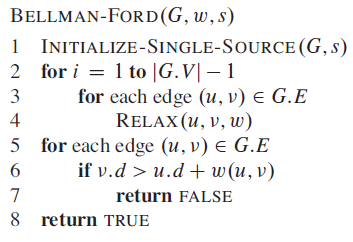 BELLMAN-FORD(G, w, s)
1 INITIALIZE-SINGLE-SOURCE(G, s)
2 for i = 1 to |G.V| − 1
3 for each edge (u, v) ∈ G.E
4 RELAX(u, v, w)
5 for each edge (u, v) ∈ G.E
6 if v.d > u.d + w(u, v)
7 return FALSE
8 return TRUE